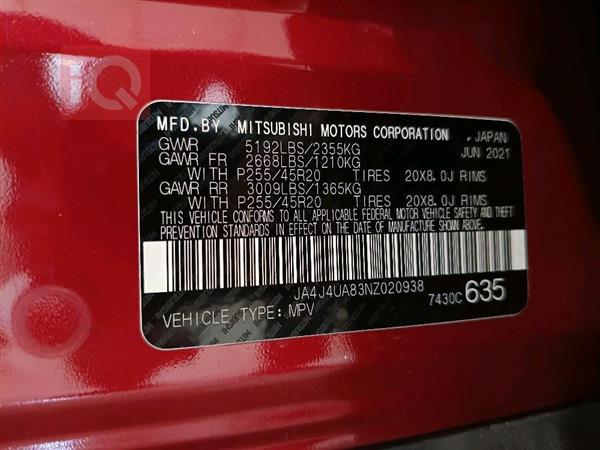 IQ
MFD.BY MITSUBISHI MOTORS CORPORATION JAPAN
GVWR 5192LBS/2355KG JUN 2021
GAWR FR 2668LBS/1210KG
WITH P255/45R20 TIRES 20X8.0J RIMS
GAWR RR 3009LBS/1365KG
WITH P255/45R20 TIRES 20X8.0J RIMS
THIS VEHICLE CONFORMS TO ALL APPLICABLE FEDERAL MOTOR VEHICLE SAFETY AND THEFT
PREVENTION STANDARDS IN EFFECT ON THE DATE OF MANUFACTURE SHOWN ABOVE.
JA4J4UA83NZ020938
7430C 635
VEHICLE TYPE: MPV